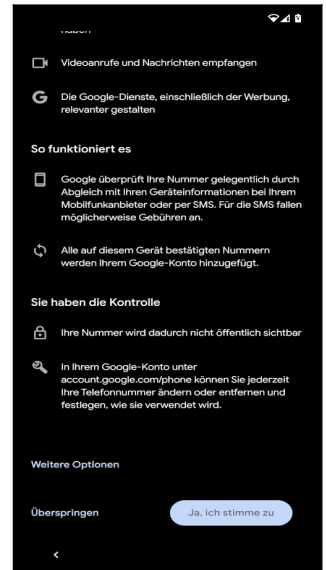 Videoanrufe und Nachrichten empfangen
Die Google-Dienste, einschließlich der Werbung,
relevanter gestalten
So funktioniert es
Google überprüft Ihre Nummer gelegentlich durch
Abgleich mit Ihren Geräteinformationen bei Ihrem
Mobilfunkanbieter oder per SMS. Für die SMS fallen
möglicherweise Gebühren an.
Alle auf diesem Gerät bestätigten Nummern
werden Ihrem Google-Konto hinzugefügt.
Sie haben die Kontrolle
Ihre Nummer wird dadurch nicht öffentlich sichtbar
In Ihrem Google-Konto unter
account.google.com/phone können Sie jederzeit
Ihre Telefonnummer ändern oder entfernen und
festlegen, wie sie verwendet wird.
Weitere Optionen
Überspringen
Ja, ich stimme zu